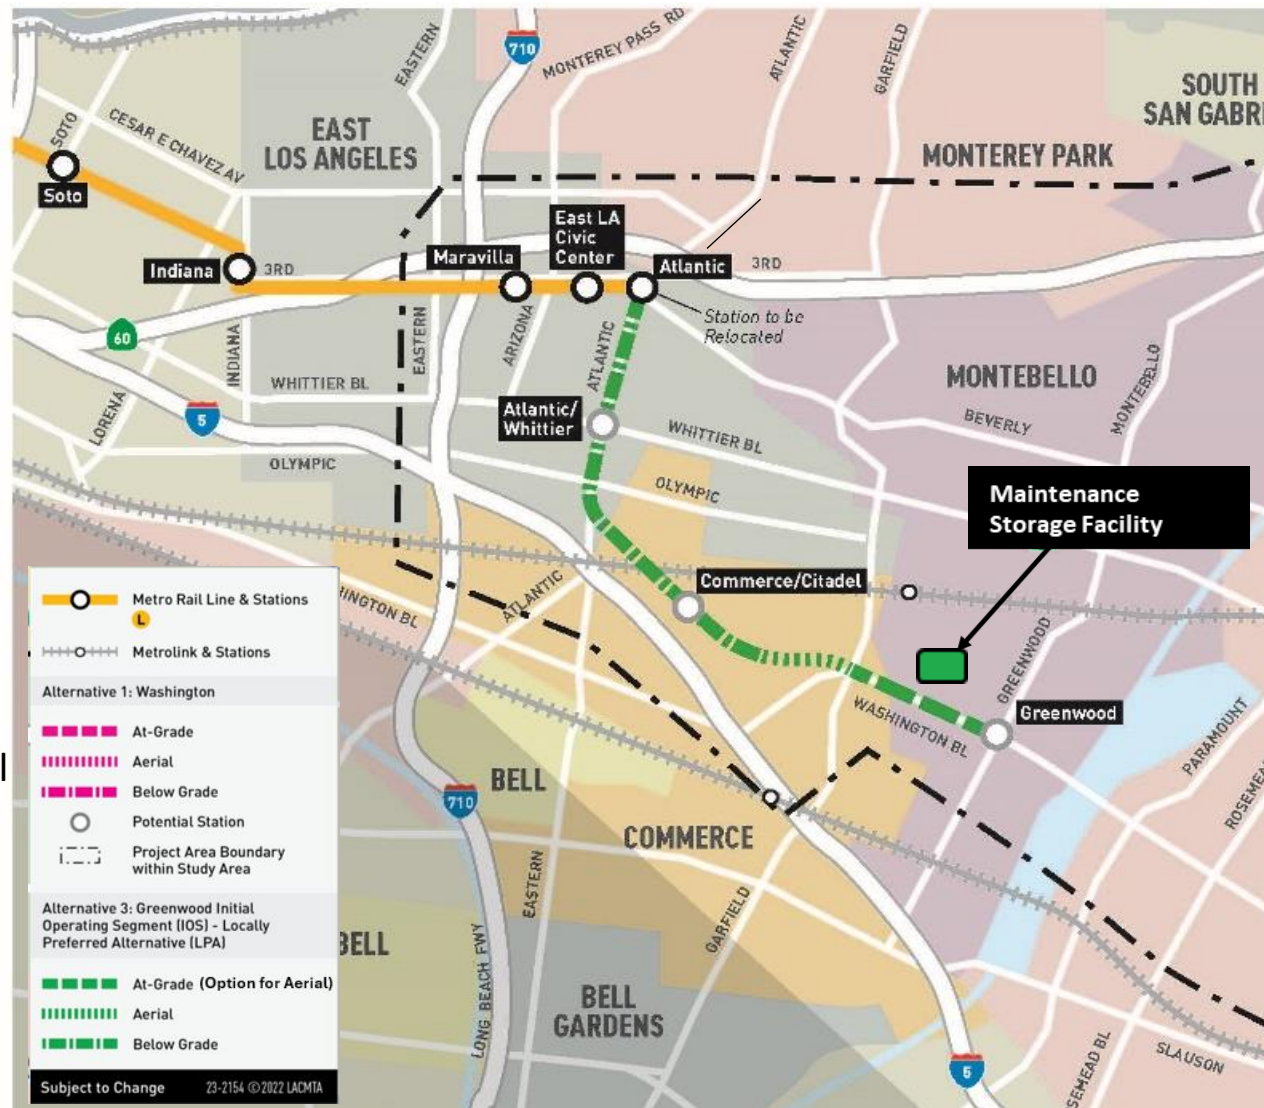 710
MONTEREY PASS RD
ATLANTIC
GARFIELD
EASTERN
SOUTH
SAN GABRI
SOTO
CESAR E CHAVEZ AV
EAST
LOS ANGELES
MONTEREY PARK
Soto
East LA
Civic
Center
Maravilla
Indiana
3RD
Atlantic
3RD
Station to be
Relocated
60
INDIANA
EASTERN
ARIZONA
ATLANTIC
MONTEBELLO
MONTEBELLO
WHITTIER BL
5
LORENA
Atlantic/
Whittier
BEVERLY
WHITTIER BL
OLYMPIC
OLYMPIC
Maintenance
Storage Facility
Commerce/Citadel
ATLANTIC
INGTON BL
GREENWOOD
WASHINGTON BL
Greenwood
PARAMOUNT
ROSEMEA
BELL
710
COMMERCE
EASTERN
GARFIELD
BELL
LONG BEACH FWY
BELL
GARDENS
5
SEMEAD BL
SLAUSON
Metro Rail Line & Stations
L
Metrolink & Stations
Alternative 1: Washington
At-Grade
Aerial
Below Grade
Potential Station
Project Area Boundary
within Study Area
Alternative 3: Greenwood Initial
Operating Segment (IOS) - Locally
Preferred Alternative (LPA)
At-Grade (Option for Aerial)
Aerial
Below Grade
Subject to Change 23-2154 ©2022 LACMTA